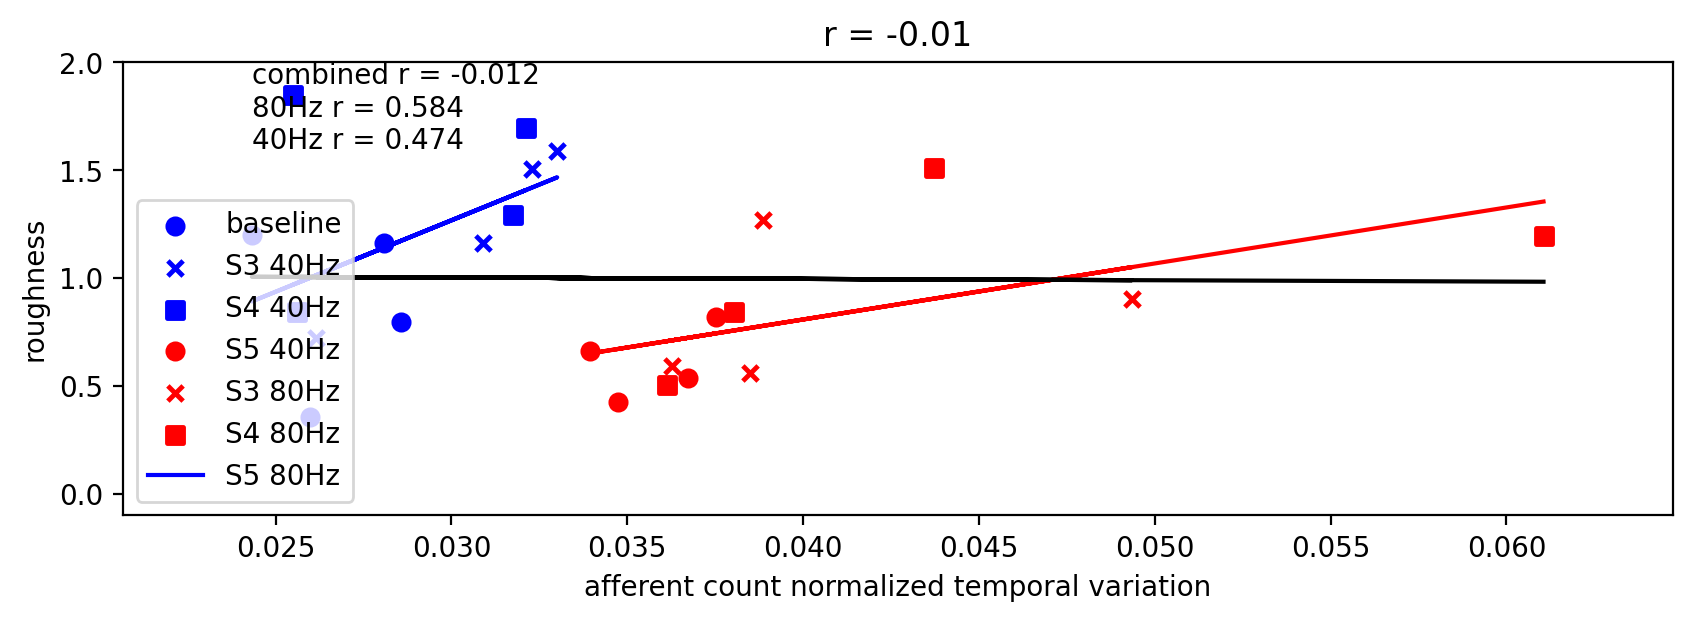 r = -0.01
combined r = -0.012
80Hz r = 0.584
40Hz r = 0.474
baseline
S3 40Hz
S4 40Hz
S5 40Hz
S3 80Hz
S4 80Hz
S5 80Hz
roughness
2.0
1.5
1.0
0.5
0.0
0.025 0.030 0.035 0.040 0.045 0.050 0.055 0.060
afferent count normalized temporal variation